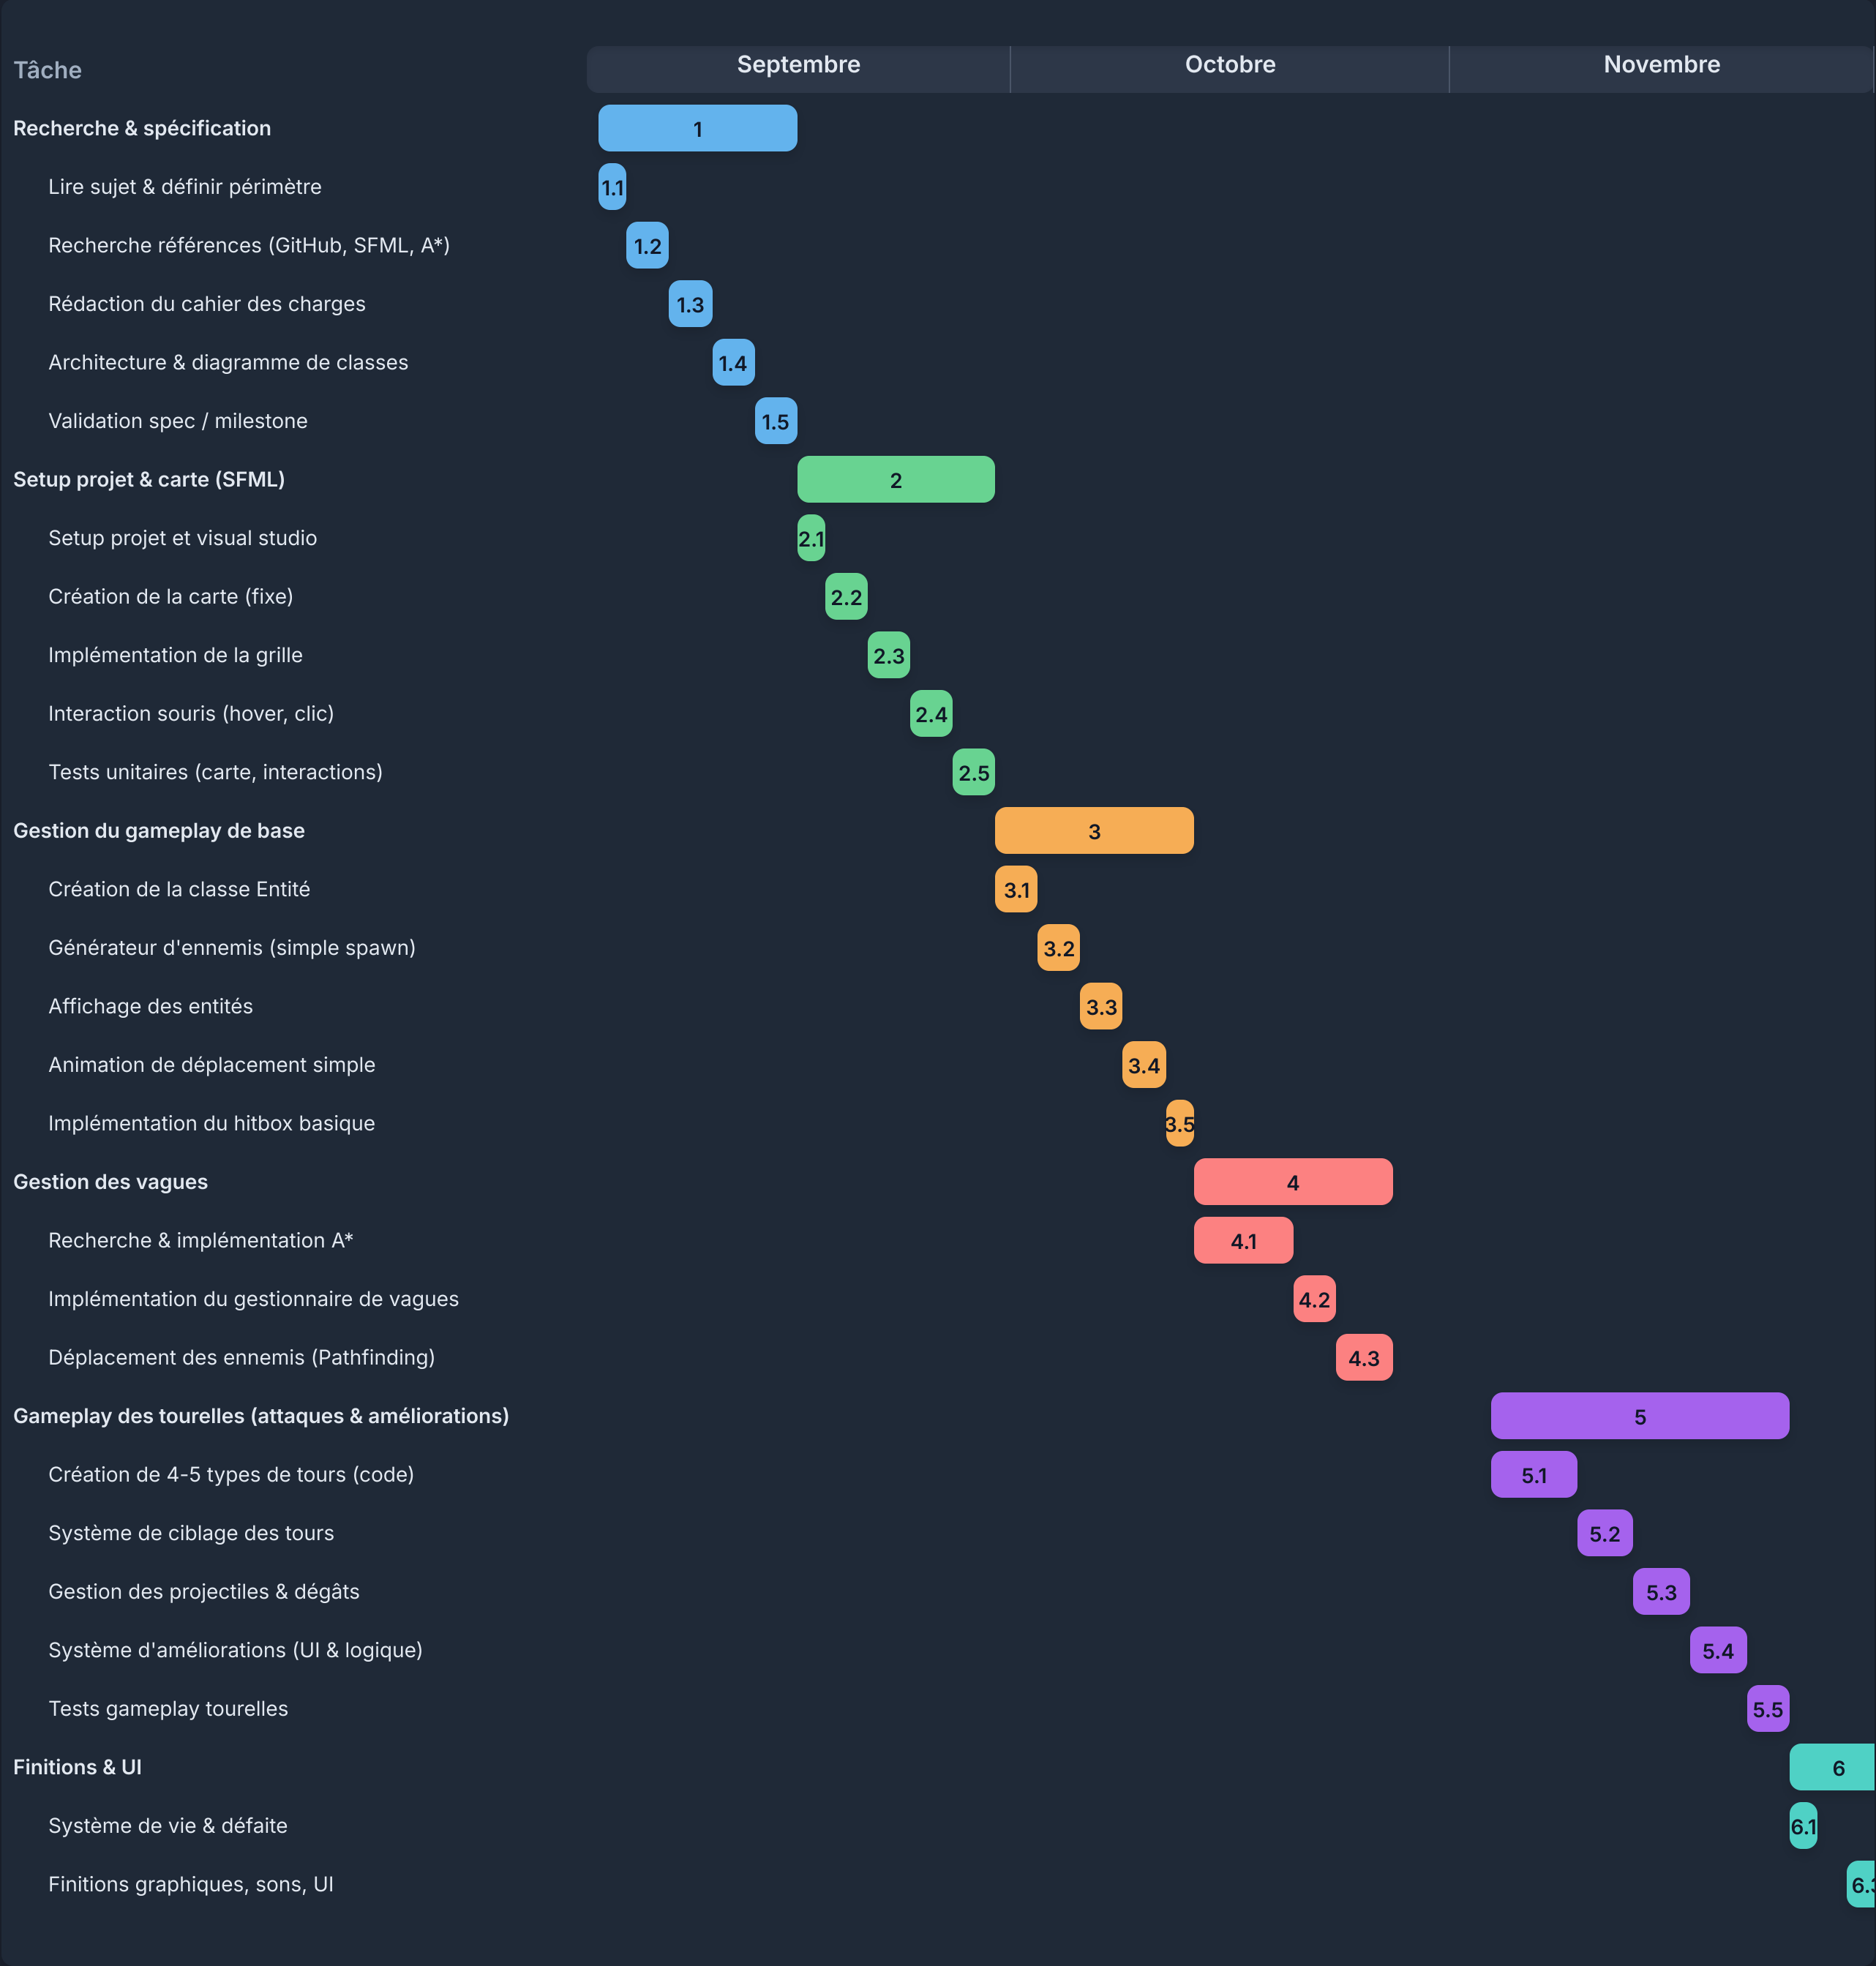 Tâche
Septembre
Octobre
Novembre
Recherche & spécification
1
Lire sujet & définir périmètre
1.1
Recherche références (GitHub, SFML, A*)
1.2
Rédaction du cahier des charges
1.3
Architecture & diagramme de classes
1.4
Validation spec / milestone
1.5
Setup projet & carte (SFML)
2
Setup projet et visual studio
2.1
Création de la carte (fixe)
2.2
Implémentation de la grille
2.3
Interaction souris (hover, clic)
2.4
Tests unitaires (carte, interactions)
2.5
Gestion du gameplay de base
3
Création de la classe Entité
3.1
Générateur d'ennemis (simple spawn)
3.2
Affichage des entités
3.3
Animation de déplacement simple
3.4
Implémentation du hitbox basique
3.5
Gestion des vagues
4
Recherche & implémentation A*
4.1
Implémentation du gestionnaire de vagues
4.2
Déplacement des ennemis (Pathfinding)
4.3
Gameplay des tourelles (attaques & améliorations)
5
Création de 4-5 types de tours (code)
5.1
Système de ciblage des tours
5.2
Gestion des projectiles & dégâts
5.3
Système d'améliorations (UI & logique)
5.4
Tests gameplay tourelles
5.5
Finitions & UI
6
Système de vie & défaite
6.1
Finitions graphiques, sons, UI